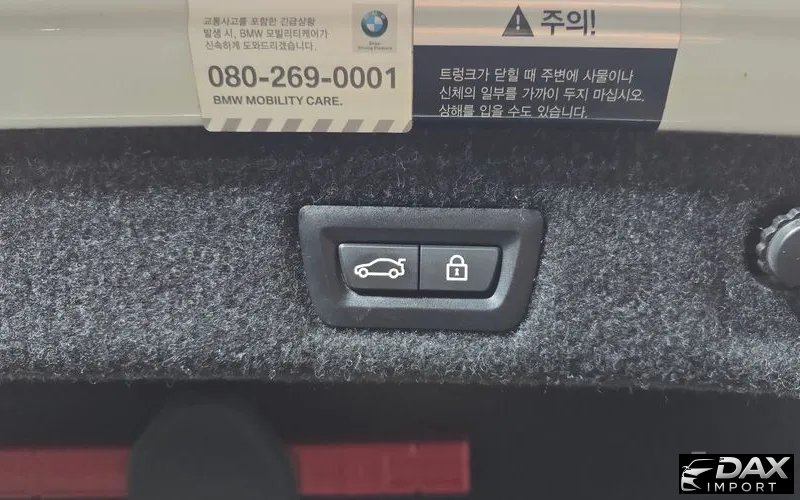 교통사고를 포함한 긴급상황
발생 시, BMW 모빌리티케어가
신속하게 도와드리겠습니다.
080-269-0001
BMW MOBILITY CARE.
주의!
트렁크가 닫힐 때 주변에 사물이나
신체의 일부를 가까이 두지 마십시오.
상해를 입을 수도 있습니다.
DAX
IMPORT